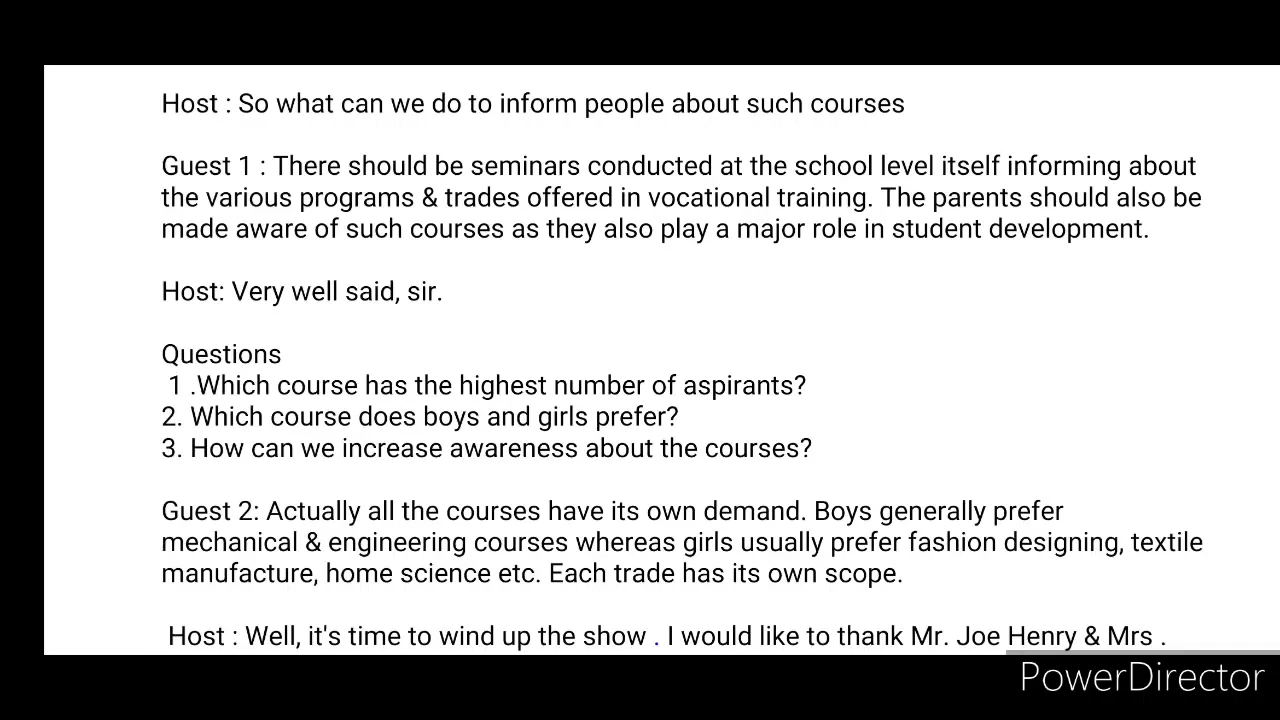 Host : So what can we do to inform people about such courses
Guest 1 : There should be seminars conducted at the school level itself informing about
the various programs & trades offered in vocational training. The parents should also be
made aware of such courses as they also play a major role in student development.
Host: Very well said, sir.
Questions
1 .Which course has the highest number of aspirants?
2. Which course does boys and girls prefer?
3. How can we increase awareness about the courses?
Guest 2: Actually all the courses have its own demand. Boys generally prefer
mechanical & engineering courses whereas girls usually prefer fashion designing, textile
manufacture, home science etc. Each trade has its own scope.
Host : Well, it's time to wind up the show . I would like to thank Mr. Joe Henry & Mrs .
PowerDirector